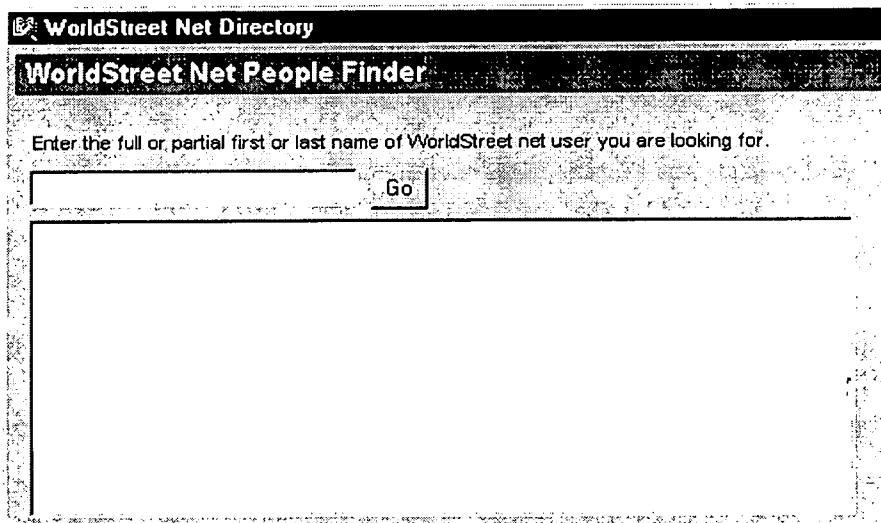 WorldStreet Net Directory
WorldStreet Net People Finder
Enter the full or partial first or last name of WorldStreet net user you are looking for.
Go